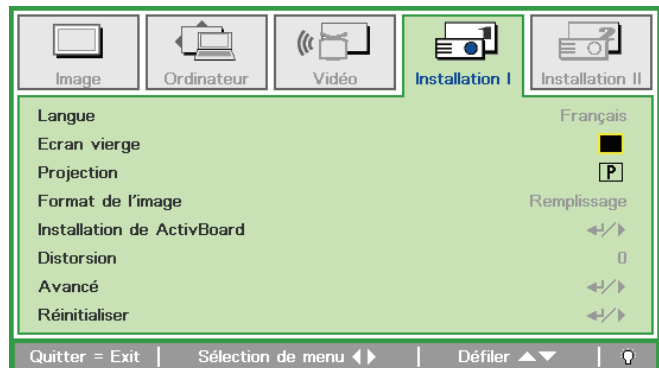 Image Ordinateur Vidéo Installation I Installation II
Langue Français
Ecran vierge
Projection P
Format de l'image Remplissage
Installation de ActivBoard
Distorsion 0
Avancé
Réinitialiser
Quitter = Exit | Sélection de menu ◀▶ | Défiler ▲▼ |